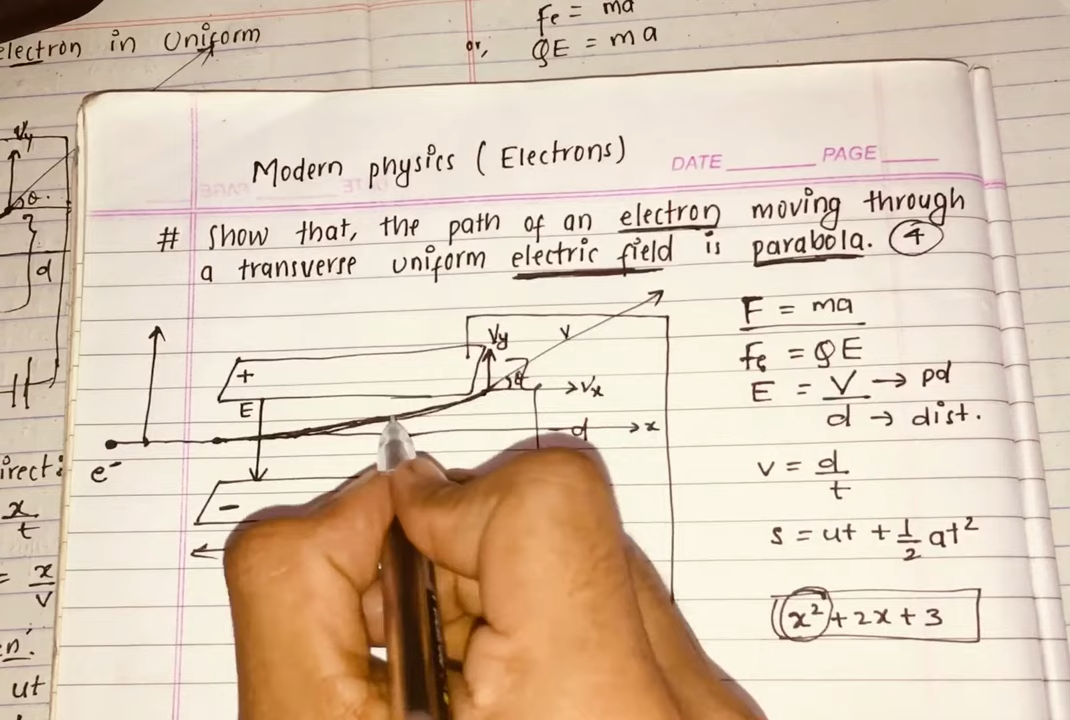 electron in Uniform
Fe = ma
or, QE = ma
Vy
θ
d
x
t
= x
v
ut
Modern physics ( Electrons)
DATE
PAGE
# Show that, the path of an electron moving through
a transverse uniform electric field is parabola. 4
+
E
Vy
V
θ
Vx
d
x
e-
-
F = ma
fe = QE
E = V → pd
d → dist.
v = d
t
s = ut + 1/2 at²
x² + 2x + 3